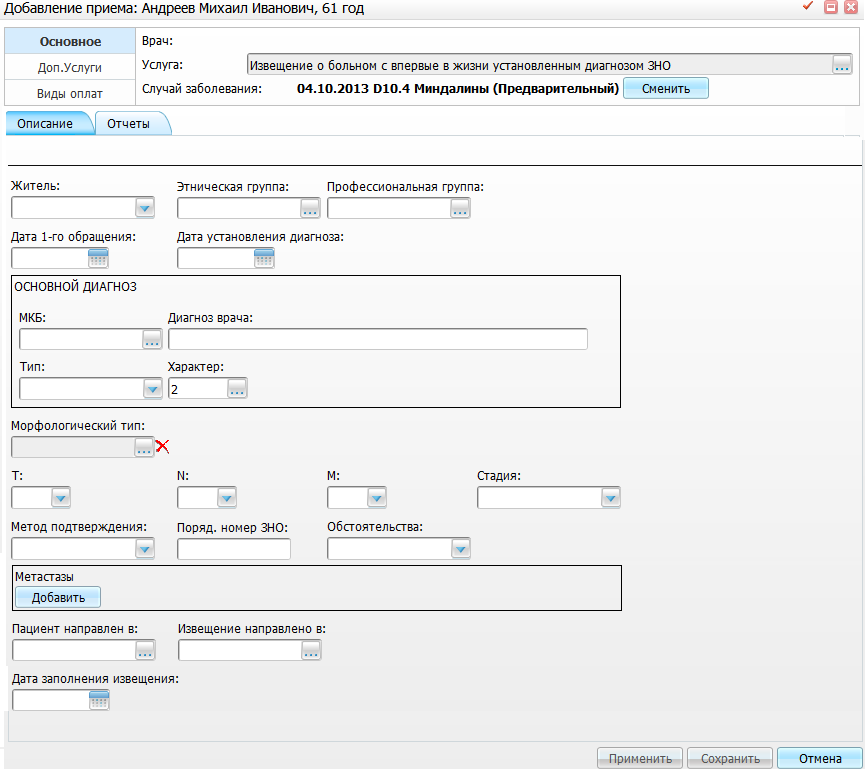 Добавление приема: Андреев Михаил Иванович, 61 год
Основное
Доп.Услуги
Виды оплат
Врач:
Услуга: Извещение о больном с впервые в жизни установленным диагнозом ЗНО ...
Случай заболевания: 04.10.2013 D10.4 Миндалины (Предварительный) Сменить
Описание Отчеты
Житель: Этническая группа: Профессиональная группа:
... ...
Дата 1-го обращения: Дата установления диагноза:
ОСНОВНОЙ ДИАГНОЗ
МКБ: Диагноз врача:
...
Тип: Характер:
2 ...
Морфологический тип:
...
T: N: M: Стадия:
Метод подтверждения: Поряд. номер ЗНО: Обстоятельства:
Метастазы
Добавить
Пациент направлен в: Извещение направлено в:
... ...
Дата заполнения извещения:
Применить Сохранить Отмена